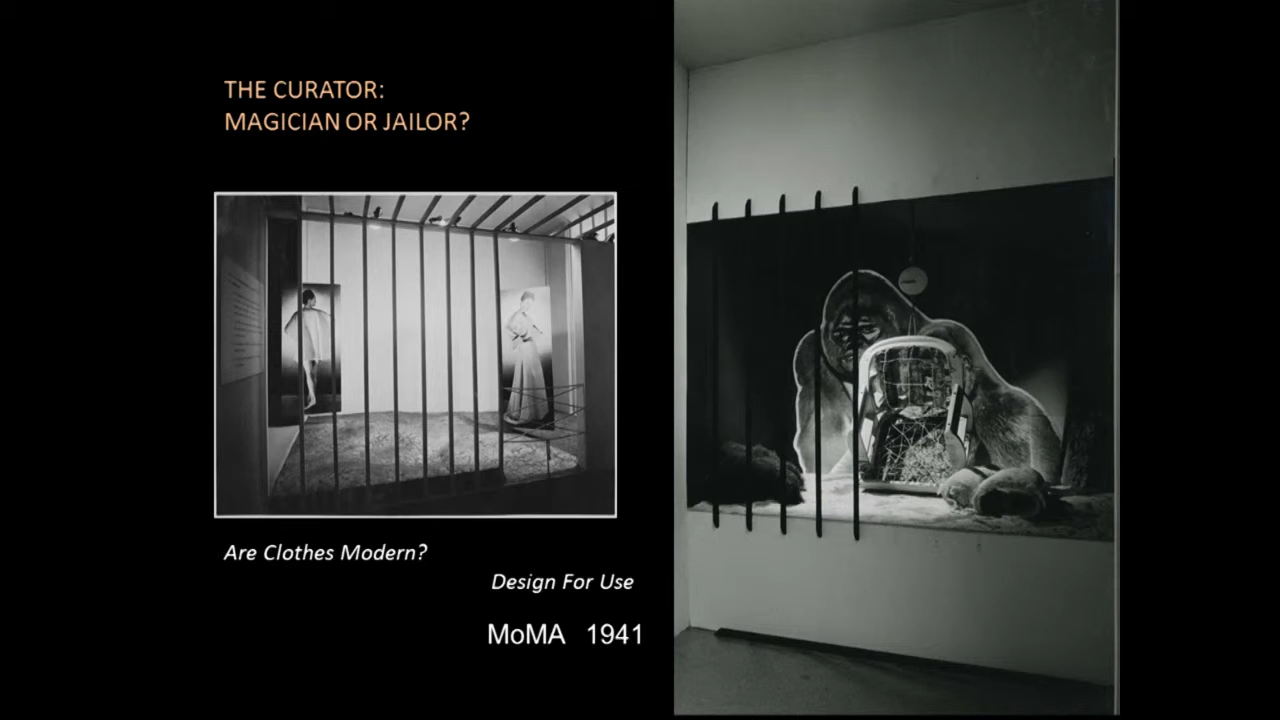 THE CURATOR:
MAGICIAN OR JAILOR?
Are Clothes Modern?
Design For Use
MoMA 1941